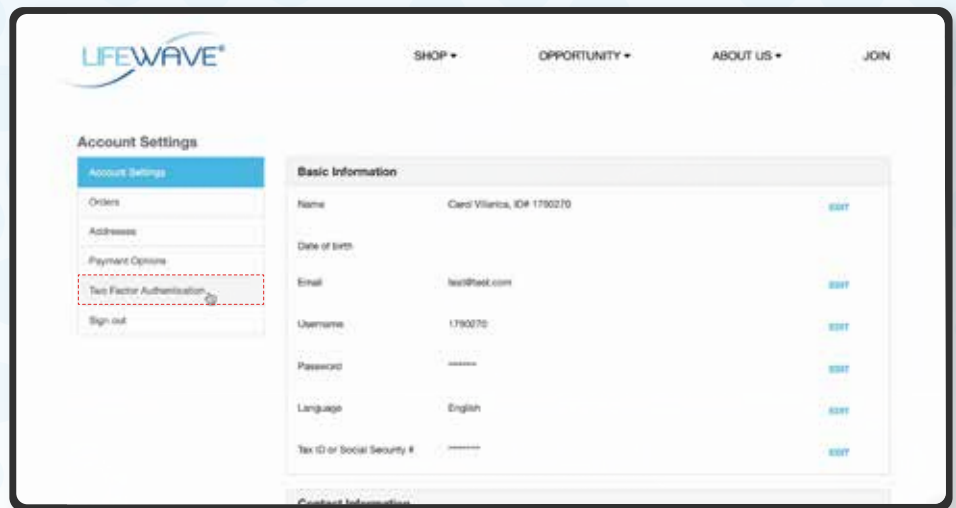 LIFEWAVE®
SHOP OPPORTUNITY ABOUT US JOIN
Account Settings
Account Settings
Orders
Addresses
Payment Options
Two Factor Authentication
Sign out
Basic Information
Name Carol Villarica, ID# 1790270 EDIT
Date of birth
Email test@test.com EDIT
Username 1790270 EDIT
Password ******* EDIT
Language English EDIT
Tax ID or Social Security # ******** EDIT
Contact Information